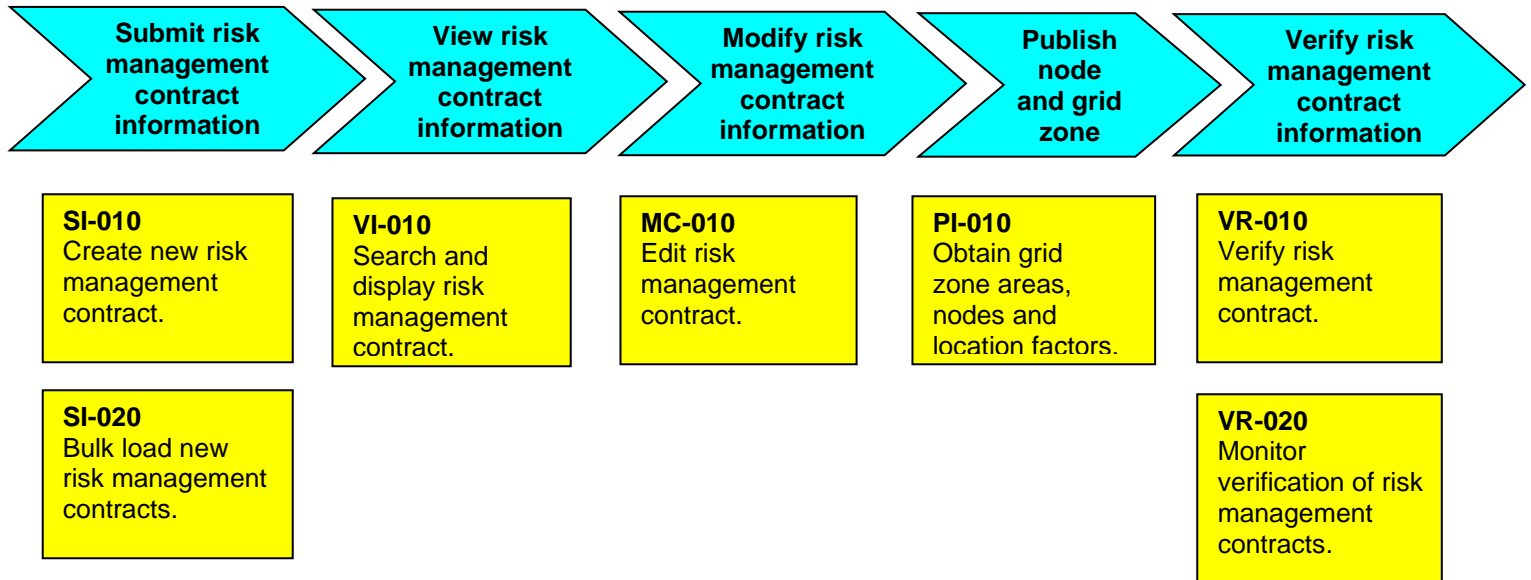 Submit risk
management
contract
information
View risk
management
contract
information
Modify risk
management
contract
information
Publish
node
and grid
zone
Verify risk
management
contract
information
SI-010
Create new risk
management
contract.
VI-010
Search and
display risk
management
contract.
MC-010
Edit risk
management
contract.
PI-010
Obtain grid
zone areas,
nodes and
location factors.
VR-010
Verify risk
management
contract.
SI-020
Bulk load new
risk management
contracts.
VR-020
Monitor
verification of risk
management
contracts.